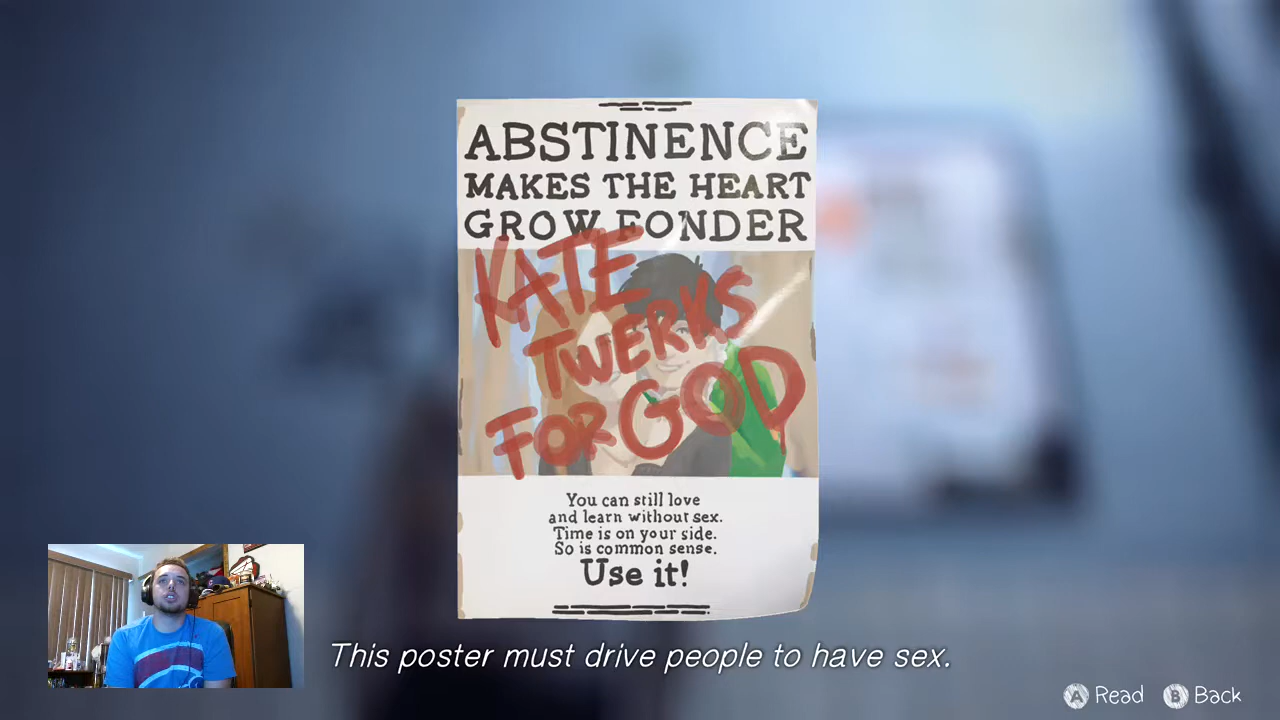 ABSTINENCE
MAKES THE HEART
GROW FONDER
KATE
TWERKS
FOR GOD
You can still love
and learn without sex.
Time is on your side.
So is common sense.
Use it!
This poster must drive people to have sex.
A Read B Back